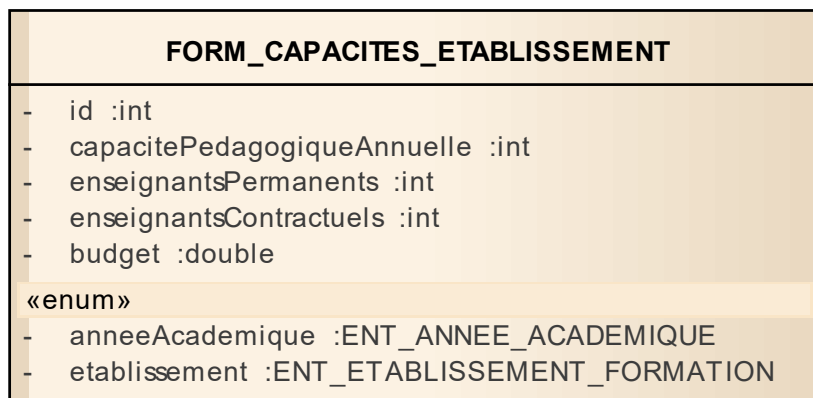 FORM_CAPACITES_ETABLISSEMENT
- id :int
- capacitePedagogiqueAnnuelle :int
- enseignantsPermanents :int
- enseignantsContractuels :int
- budget :double
«enum»
- anneeAcademique :ENT_ANNEE_ACADEMIQUE
- etablissement :ENT_ETABLISSEMENT_FORMATION